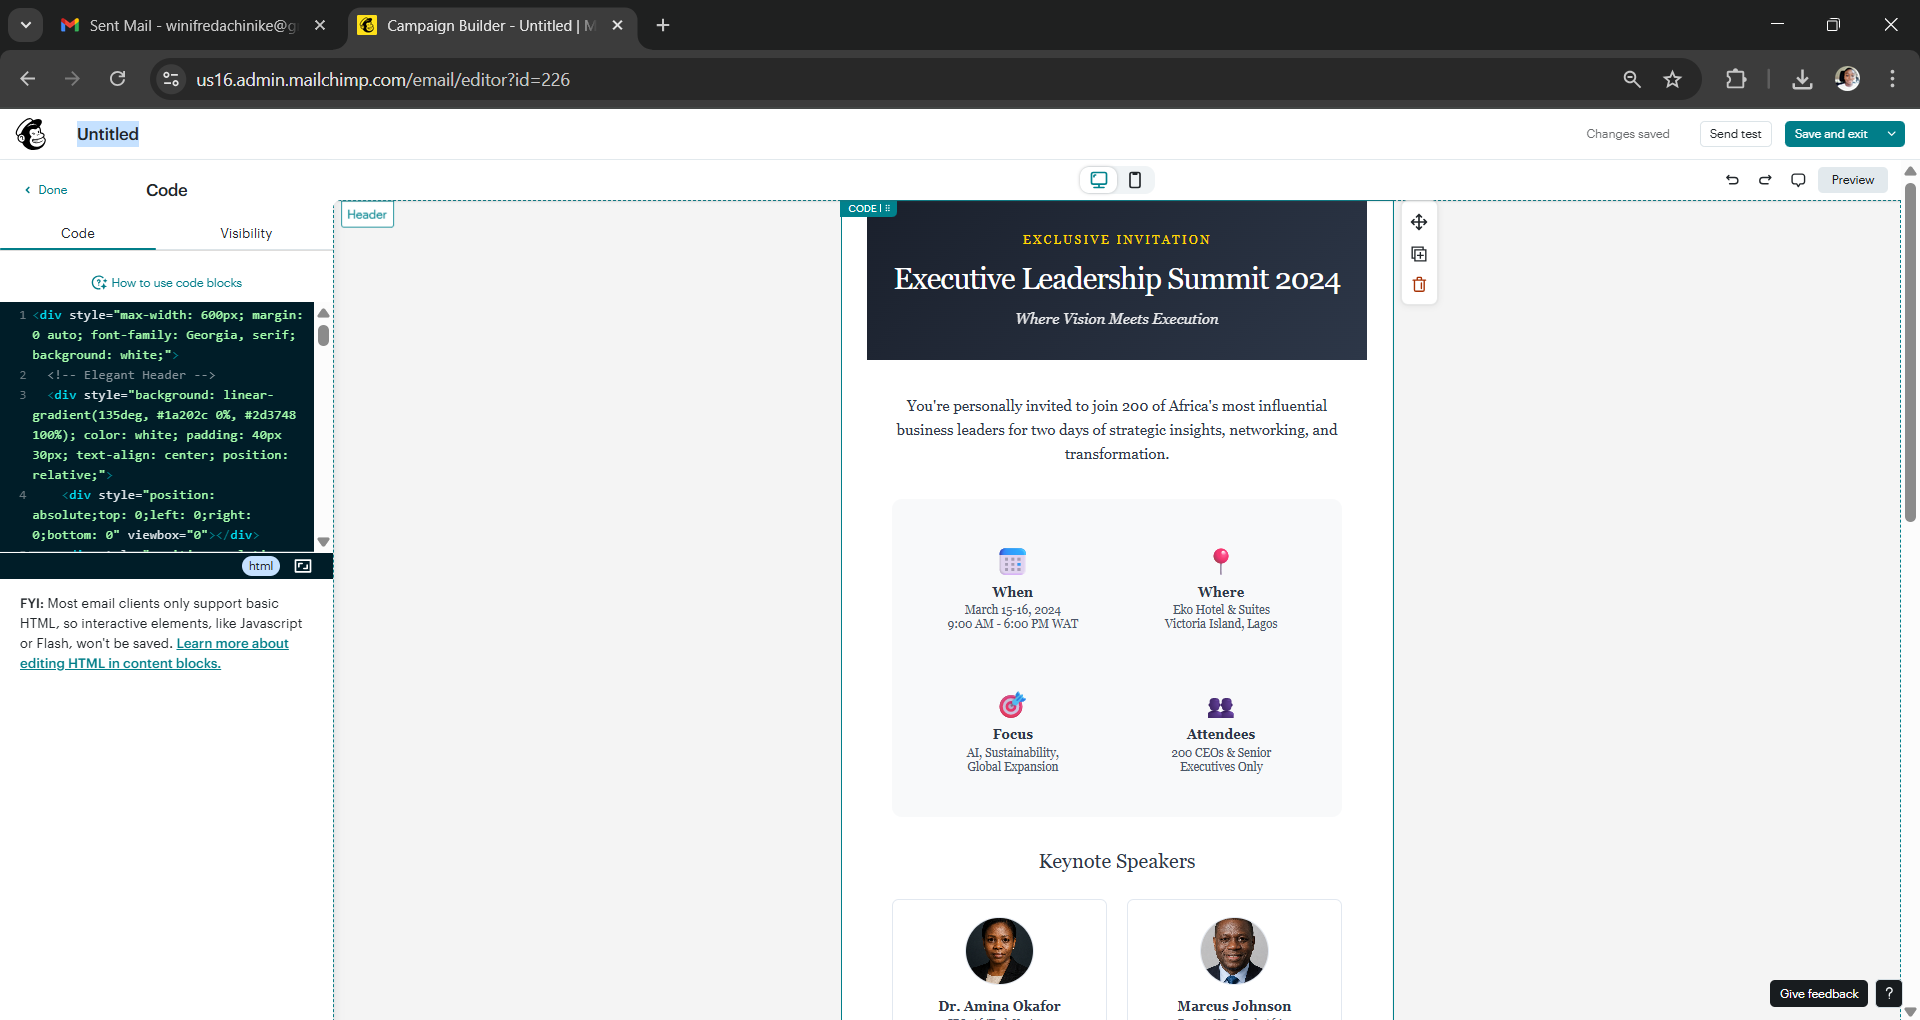 Sent Mail - winifredachinike@g
Campaign Builder - Untitled | M
us16.admin.mailchimp.com/email/editor?id=226
Untitled
Changes saved
Send test
Save and exit
Done
Code
Preview
Code
Visibility
How to use code blocks
1 <div style="max-width: 600px; margin:
0 auto; font-family: Georgia, serif;
background: white;">
2 <!-- Elegant Header -->
3 <div style="background: linear-
gradient(135deg, #1a202c 0%, #2d3748
100%); color: white; padding: 40px
30px; text-align: center; position:
relative;">
4 <div style="position:
absolute;top: 0;left: 0;right:
0;bottom: 0" viewbox="0"></div>
html
FYI: Most email clients only support basic
HTML, so interactive elements, like Javascript
or Flash, won't be saved. Learn more about
editing HTML in content blocks.
Header
CODE
EXCLUSIVE INVITATION
Executive Leadership Summit 2024
Where Vision Meets Execution
You're personally invited to join 200 of Africa's most influential
business leaders for two days of strategic insights, networking, and
transformation.
When
March 15-16, 2024
9:00 AM - 6:00 PM WAT
Where
Eko Hotel & Suites
Victoria Island, Lagos
Focus
AI, Sustainability,
Global Expansion
Attendees
200 CEOs & Senior
Executives Only
Keynote Speakers
Dr. Amina Okafor
Marcus Johnson
Give feedback
?